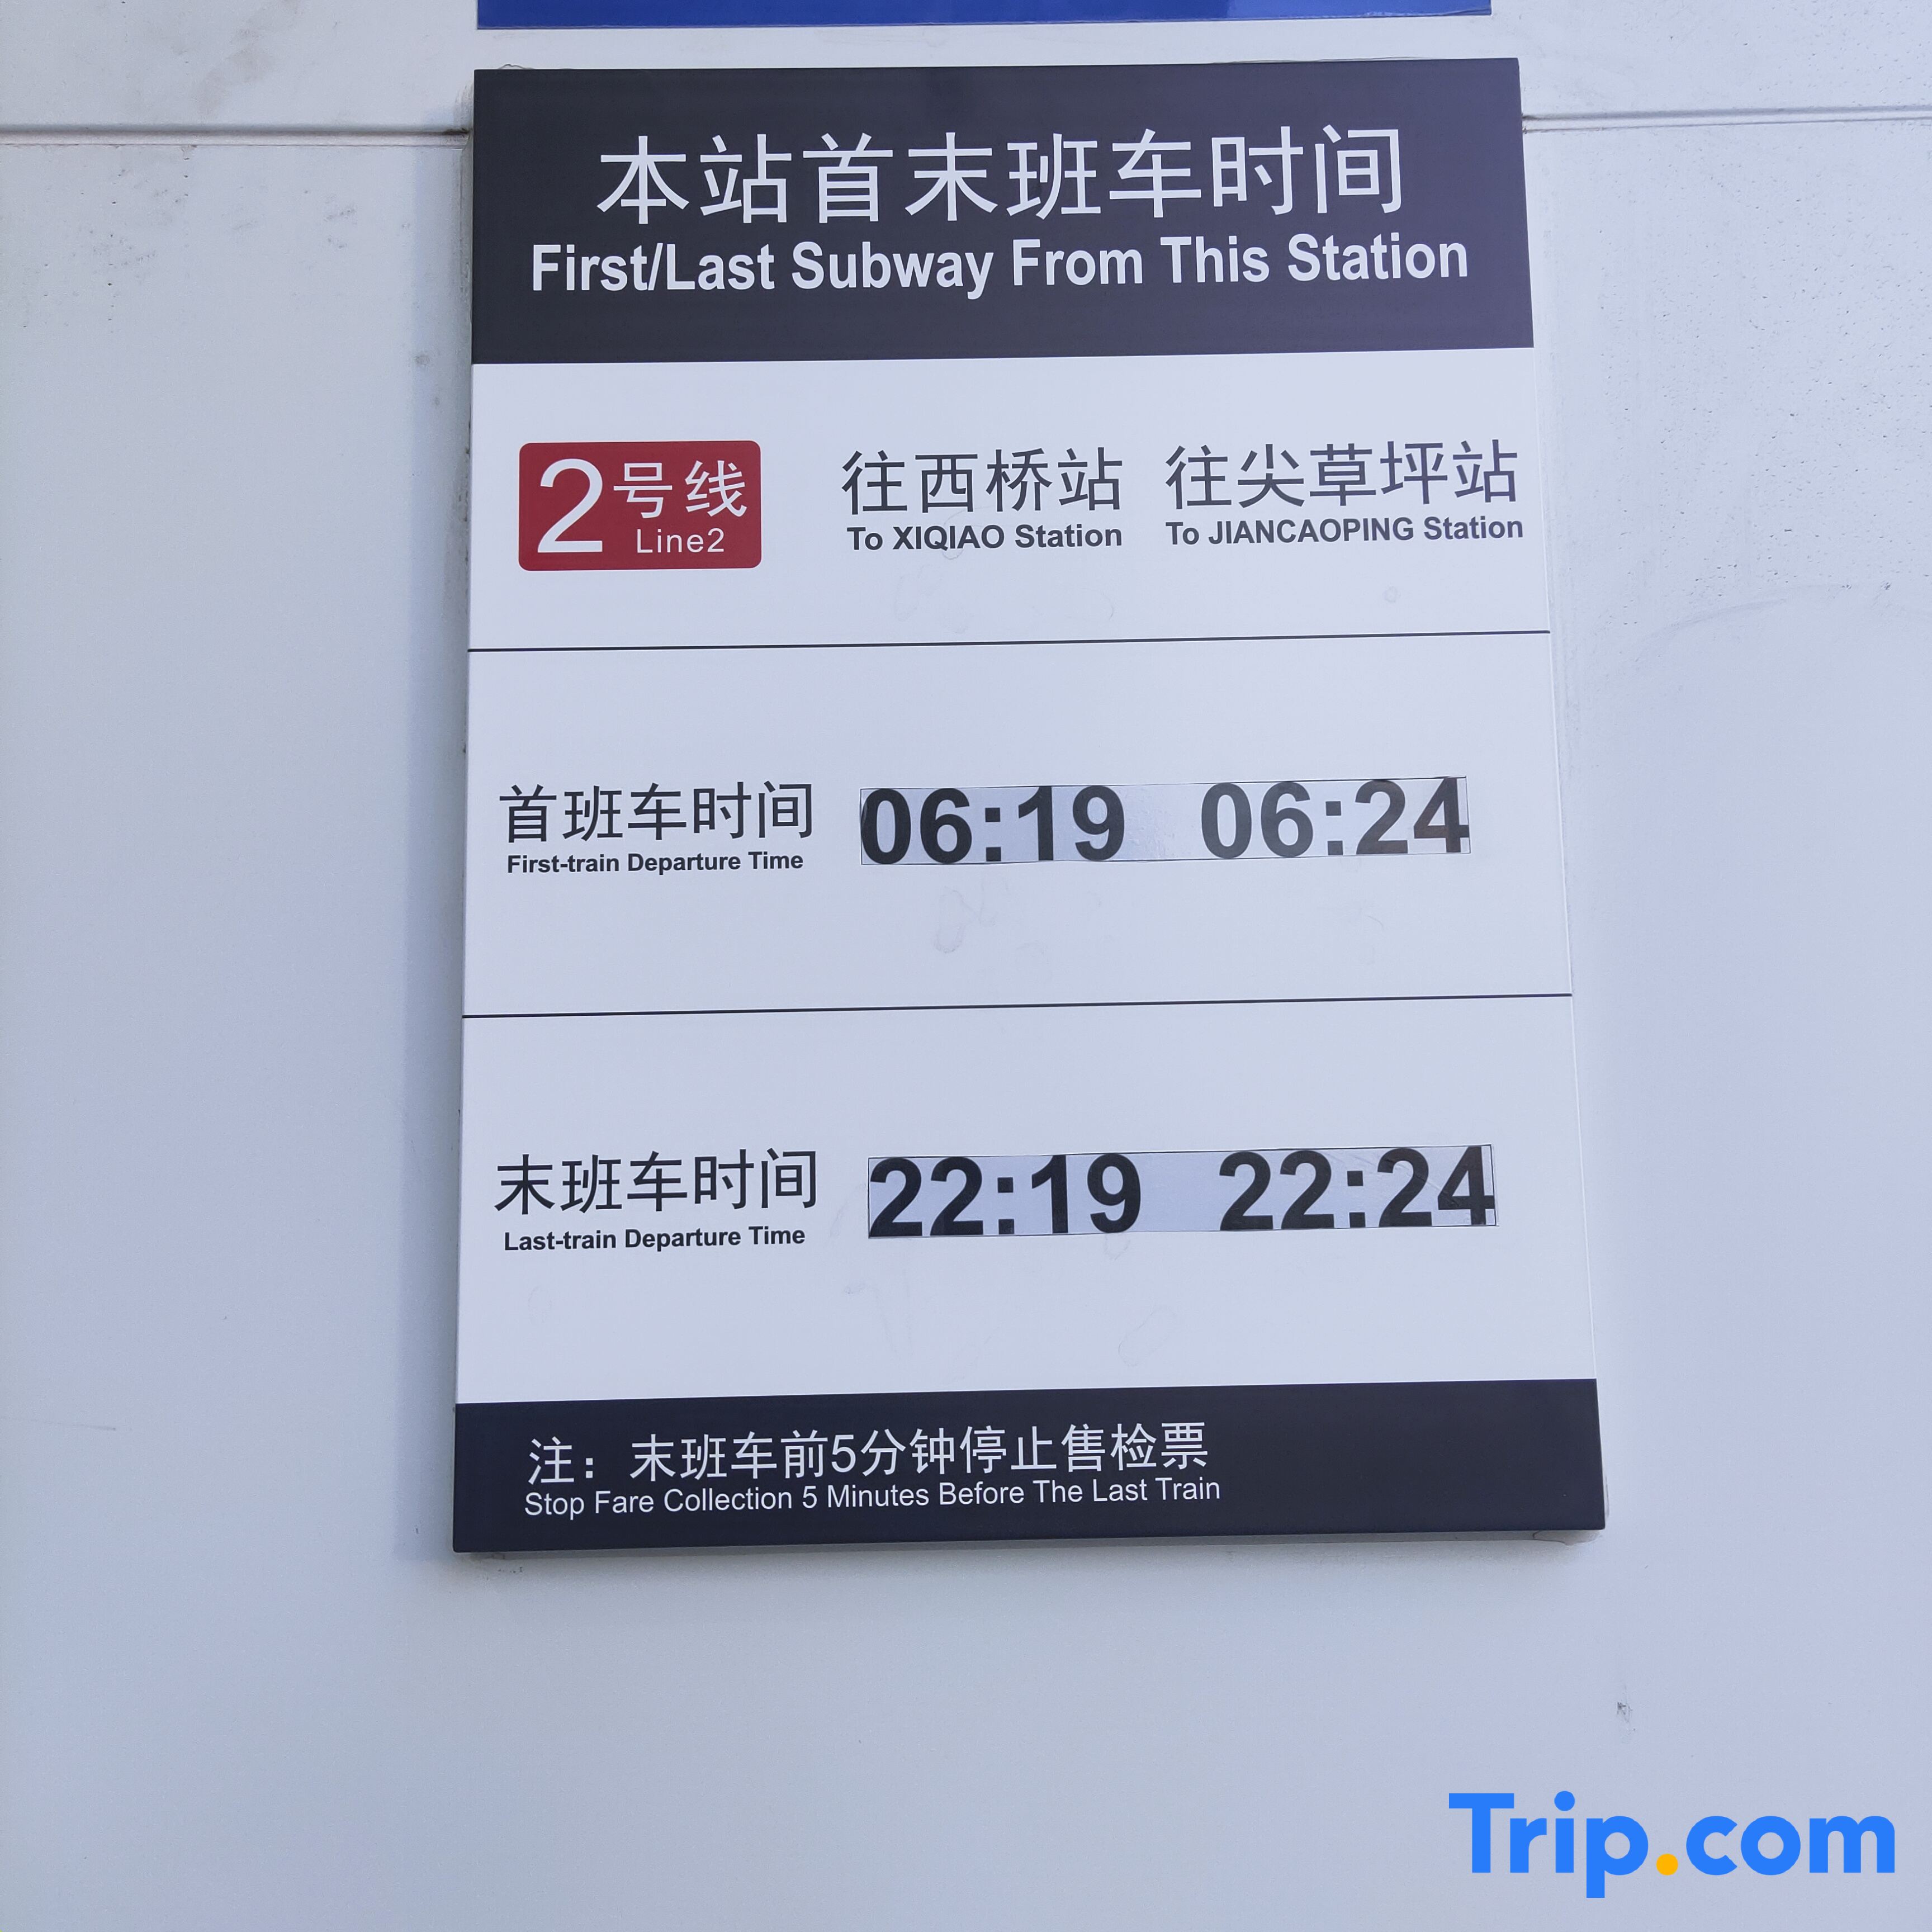 本站首末班车时间
First/Last Subway From This Station
2号线
Line2
往西桥站 往尖草坪站
To XIQIAO Station To JIANCAOPING Station
首班车时间 06:19 06:24
First-train Departure Time
末班车时间 22:19 22:24
Last-train Departure Time
注：末班车前5分钟停止售检票
Stop Fare Collection 5 Minutes Before The Last Train
Trip.com